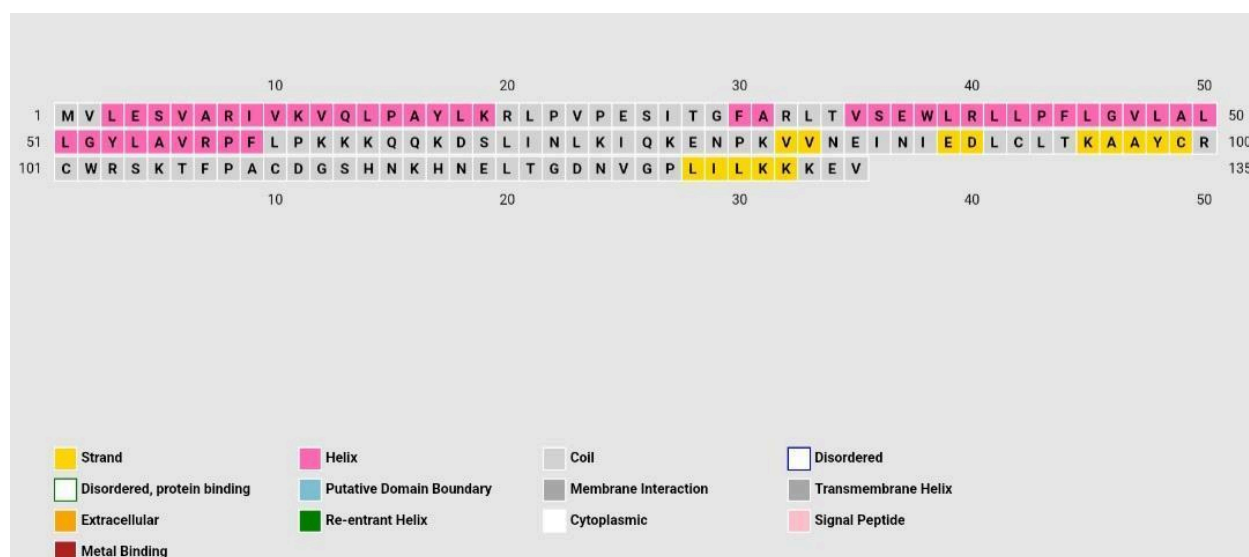 10 20 30 40 50
1 M V L E S V A R I V K V Q L P A Y L K R L P V P E S I T G F A R L T V S E W L R L L P F L G V L A L 50
51 L G Y L A V R P F L P K K K Q Q K D S L I N L K I Q K E N P K V V N E I N I E D L C L T K A A Y C R 100
101 C W R S K T F P A C D G S H N K H N E L T G D N V G P L I L K K K E V 135
10 20 30 40 50
Strand Helix Coil Disordered
Disordered, protein binding Putative Domain Boundary Membrane Interaction Transmembrane Helix
Extracellular Re-entrant Helix Cytoplasmic Signal Peptide
Metal Binding